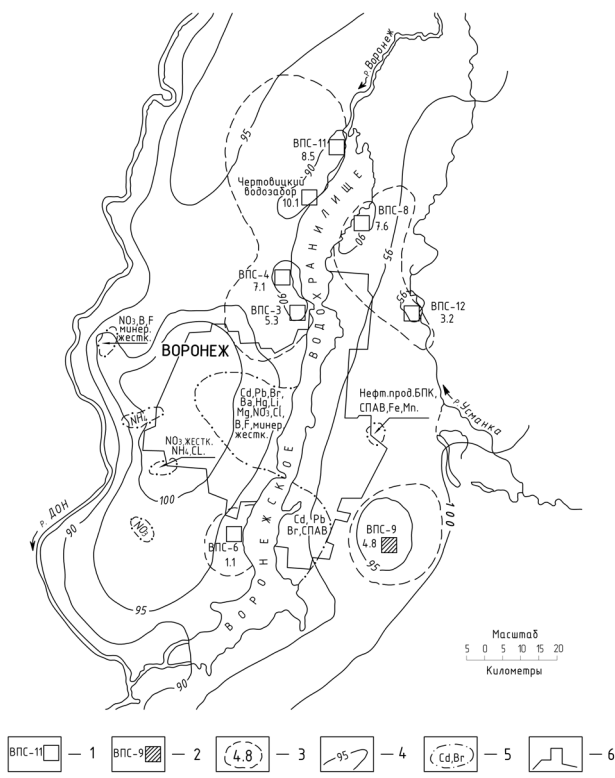 р. Воронеж
95
ВПС-11
8.5
90
Чертовицкий
водозабор
10.1
ВПС-8
7.6
90
95
ВПС-4
7.1
90
ВПС-3
5.3
95
ВПС-12
3.2
NO₃,B,F
минер.
жестк.
ВОРОНЕЖ
Cd,Pb,Br,
Ba,Hg,Li,
Mg,NO₃,Cl,
B,F,минер.
жестк.
Нефт.прод.БПК,
СПАВ,Fe,Mn.
р. Усманка
NH₄
NO₃,жестк.
NH₄,CL.
100
100
р. ДОН
90
NO₃
ВПС-6
1.1
Cd, Pb
Br,СПАВ
ВПС-9
4.8
95
95
90
ВОРОНЕЖСКОЕ ВОДОХРАНИЛИЩЕ
Масштаб
5 0 5 10 15 20
Километры
ВПС-11 — 1
ВПС-9 — 2
4.8 — 3
95 — 4
Cd,Br — 5
— 6